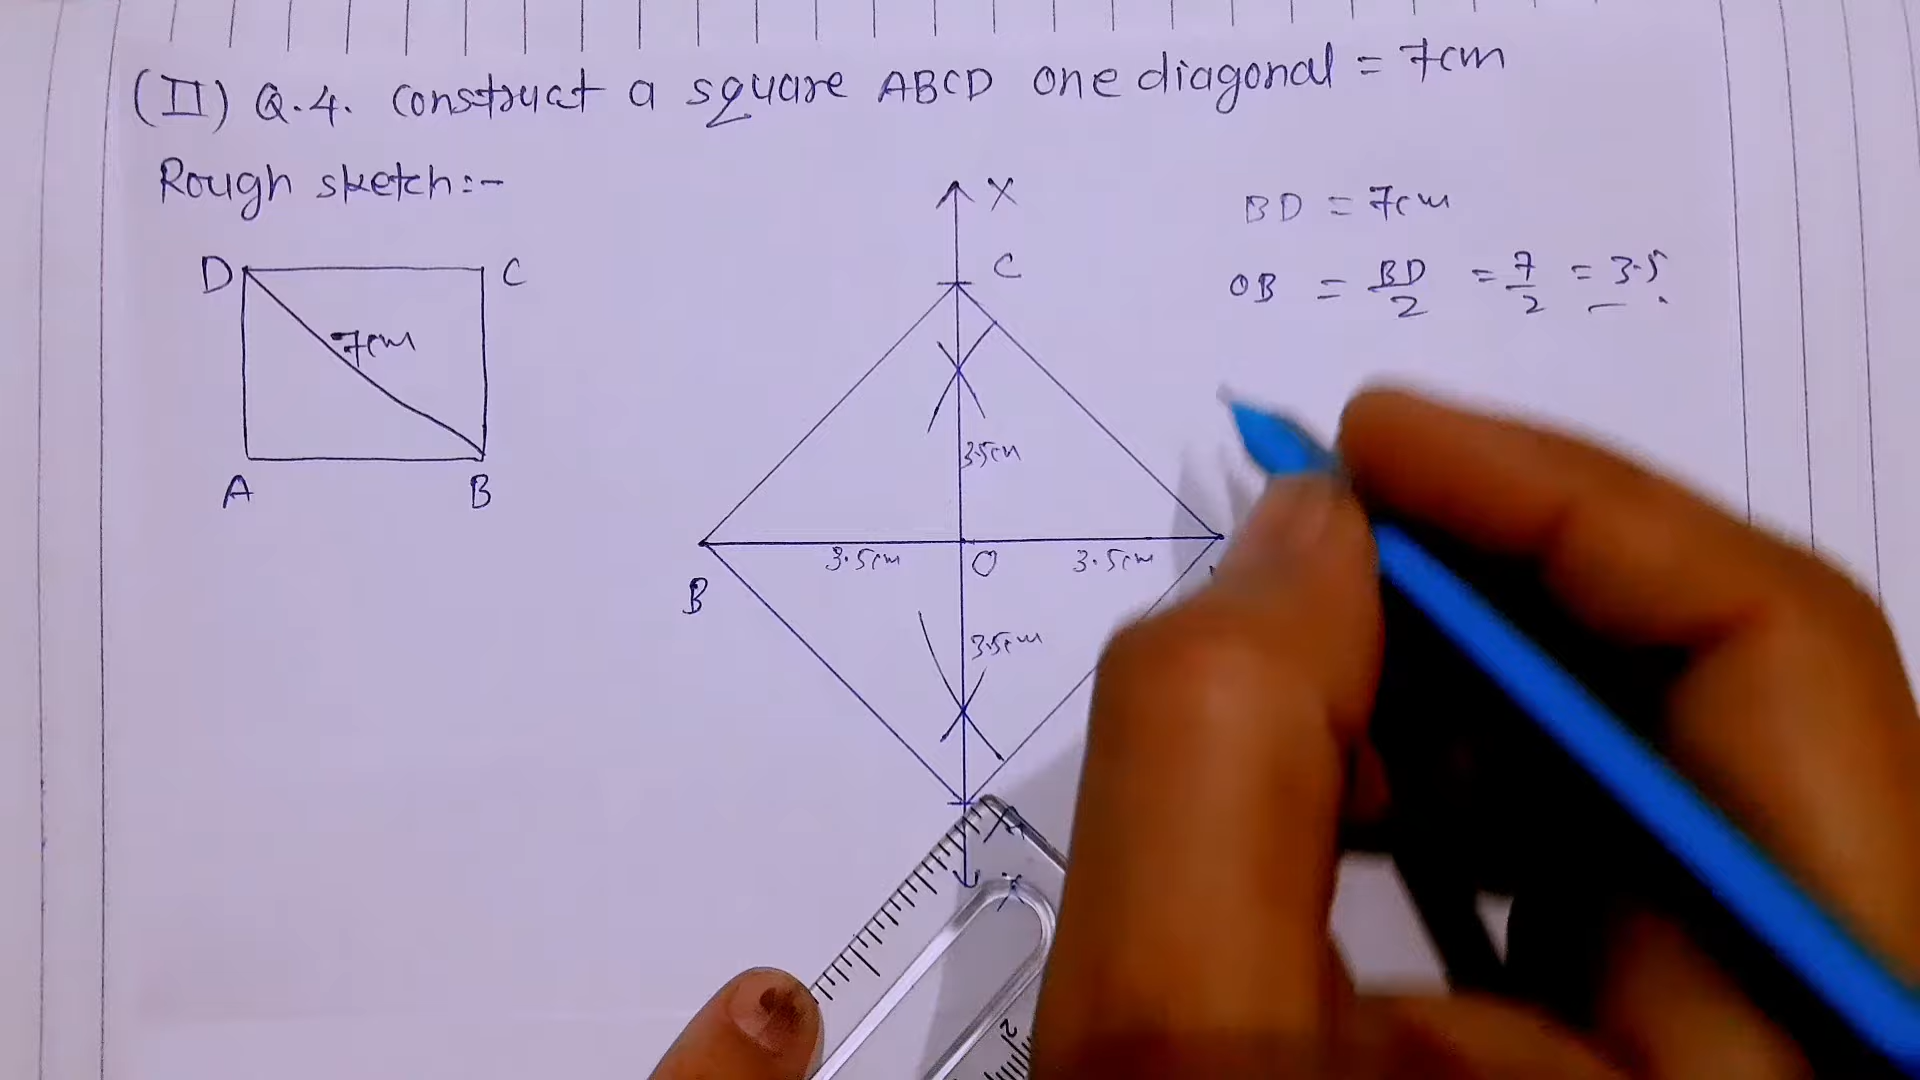 (II) Q.4. Construct a square ABCD one diagonal = 7cm
Rough sketch:-
D
C
7cm
A
B
X
C
3.5cm
3.5cm
O
3.5cm
B
3.5cm
BD = 7cm
OB = BD/2 = 7/2 = 3.5
2